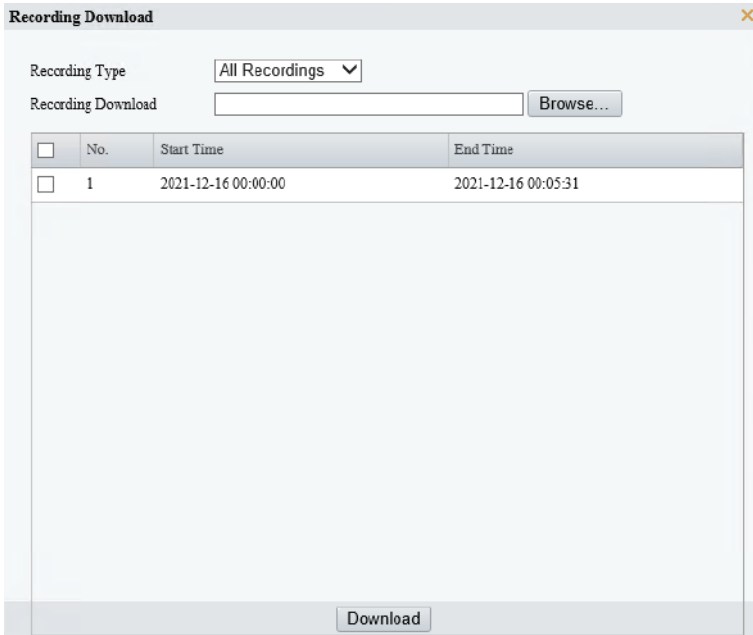 Recording Download
Recording Type All Recordings
Recording Download Browse...
No. Start Time End Time
1 2021-12-16 00:00:00 2021-12-16 00:05:31
Download